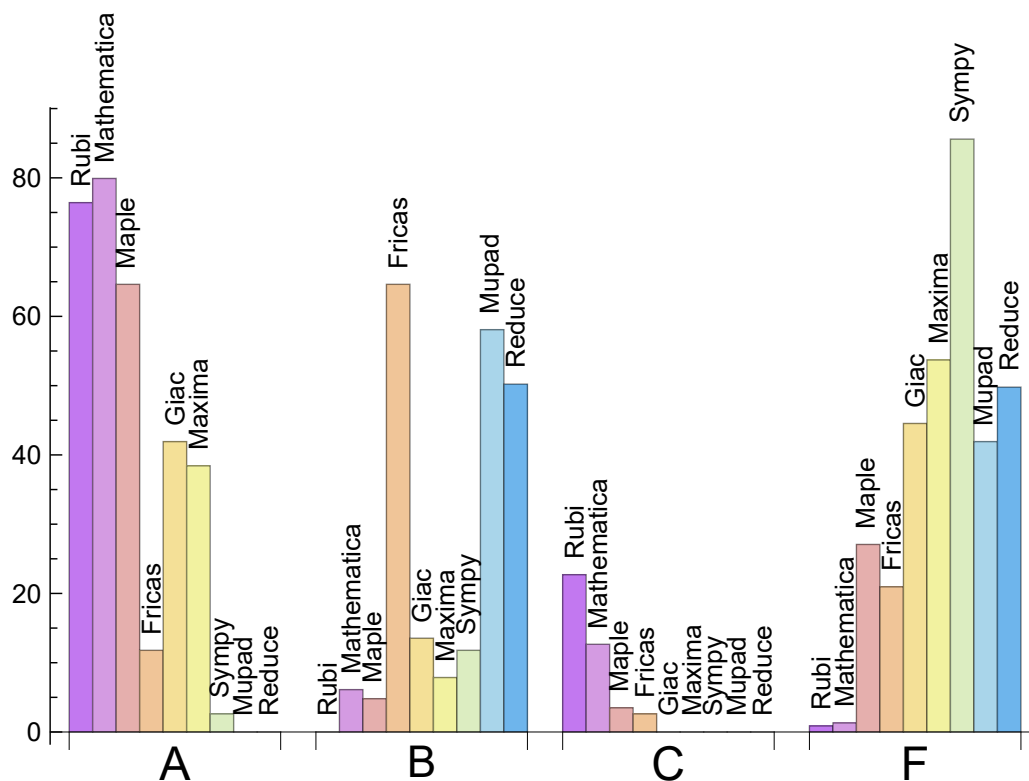 80
60
40
20
0
Rubi
Mathematica
Maple
Fricas
Giac
Maxima
Sympy
Mupad
Reduce
Rubi
Mathematica
Maple
Fricas
Giac
Maxima
Sympy
Mupad
Reduce
Rubi
Mathematica
Maple
Fricas
Giac
Maxima
Sympy
Mupad
Reduce
Rubi
Mathematica
Maple
Fricas
Giac
Maxima
Sympy
Mupad
Reduce
A B C F